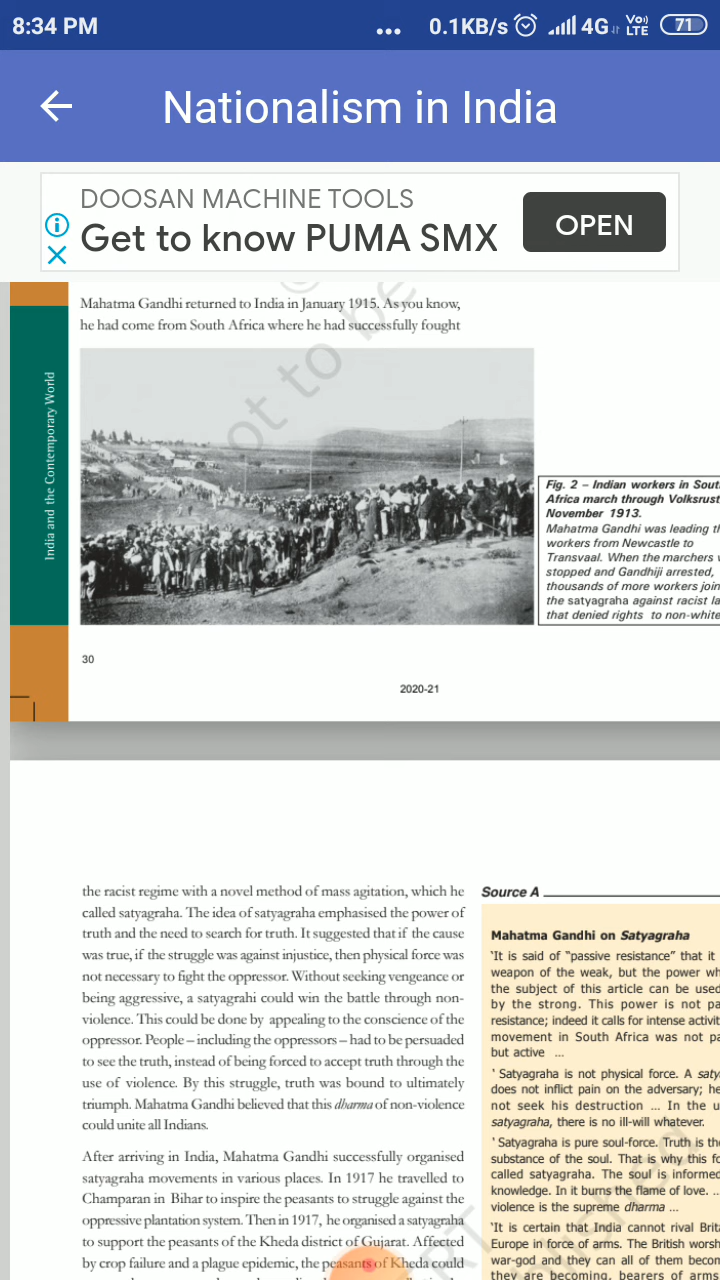 8:34 PM
... 0.1KB/s 4G Vo) LTE 71
Nationalism in India
DOOSAN MACHINE TOOLS
Get to know PUMA SMX
OPEN
Mahatma Gandhi returned to India in January 1915. As you know,
he had come from South Africa where he had successfully fought
India and the Contemporary World
ot to be
Fig. 2 – Indian workers in
Africa march through Volksrust
November 1913.
Mahatma Gandhi was leading
workers from Newcastle to
Transvaal. When the marchers
stopped and Gandhiji arrested,
thousands of more workers
the satyagraha against racist
that denied rights to
30
2020-21
the racist regime with a novel method of mass agitation, which he
called satyagraha. The idea of satyagraha emphasised the power of
truth and the need to search for truth. It suggested that if the cause
was true, if the struggle was against injustice, then physical force was
not necessary to fight the oppressor. Without seeking vengeance or
being aggressive, a satyagrahi could win the battle through non-
violence. This could be done by appealing to the conscience of the
oppressor. People – including the oppressors – had to be persuaded
to see the truth, instead of being forced to accept truth through the
use of violence. By this struggle, truth was bound to ultimately
triumph. Mahatma Gandhi believed that this dharma of non-violence
could unite all Indians.
After arriving in India, Mahatma Gandhi successfully organised
satyagraha movements in various places. In 1917 he travelled to
Champaran in Bihar to inspire the peasants to struggle against the
oppressive plantation system. Then in 1917, he organised a satyagraha
to support the peasants of the Kheda district of Gujarat. Affected
by crop failure and a plague epidemic, the peasants of Kheda could
Source A
Mahatma Gandhi on Satyagraha
'It is said of "passive resistance" that it
weapon of the weak, but the power
the subject of this article can be used
by the strong. This power is not
resistance; indeed it calls for intense
movement in South Africa was not
but active ...
' Satyagraha is not physical force. A
does not inflict pain on the adversary; he
not seek his destruction ... In the
satyagraha, there is no ill-will whatever.
' Satyagraha is pure soul-force. Truth is the
substance of the soul. That is why this
called satyagraha. The soul is informed
knowledge. In it burns the flame of love. ..
violence is the supreme dharma ...
'It is certain that India cannot rival
Europe in force of arms. The British
war-god and they can all of them
they are becoming, bearers of arms